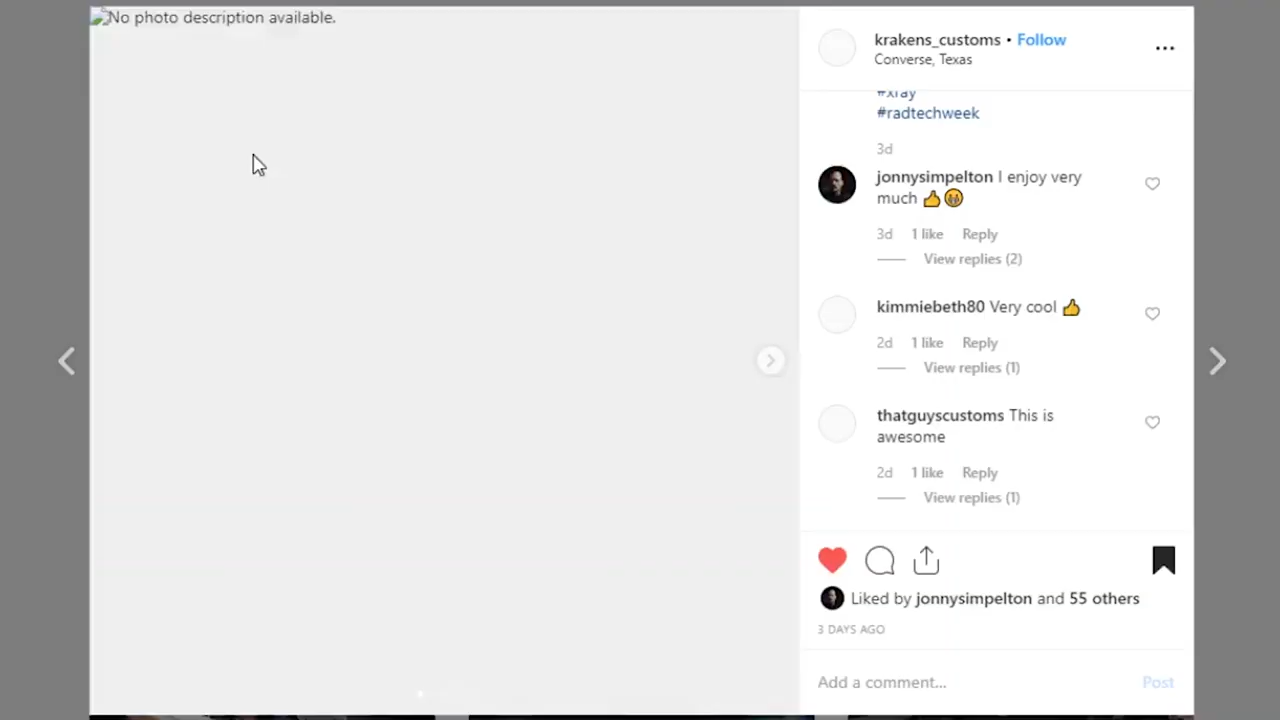 No photo description available.
krakens_customs • Follow
Converse, Texas
#xray
#radtechweek
3d
jonnysimpelton I enjoy very
much 👍😂
3d 1 like Reply
View replies (2)
kimmiebeth80 Very cool 👍
2d 1 like Reply
View replies (1)
thatguyscustoms This is
awesome
2d 1 like Reply
View replies (1)
Liked by jonnysimpelton and 55 others
3 DAYS AGO
Add a comment... Post